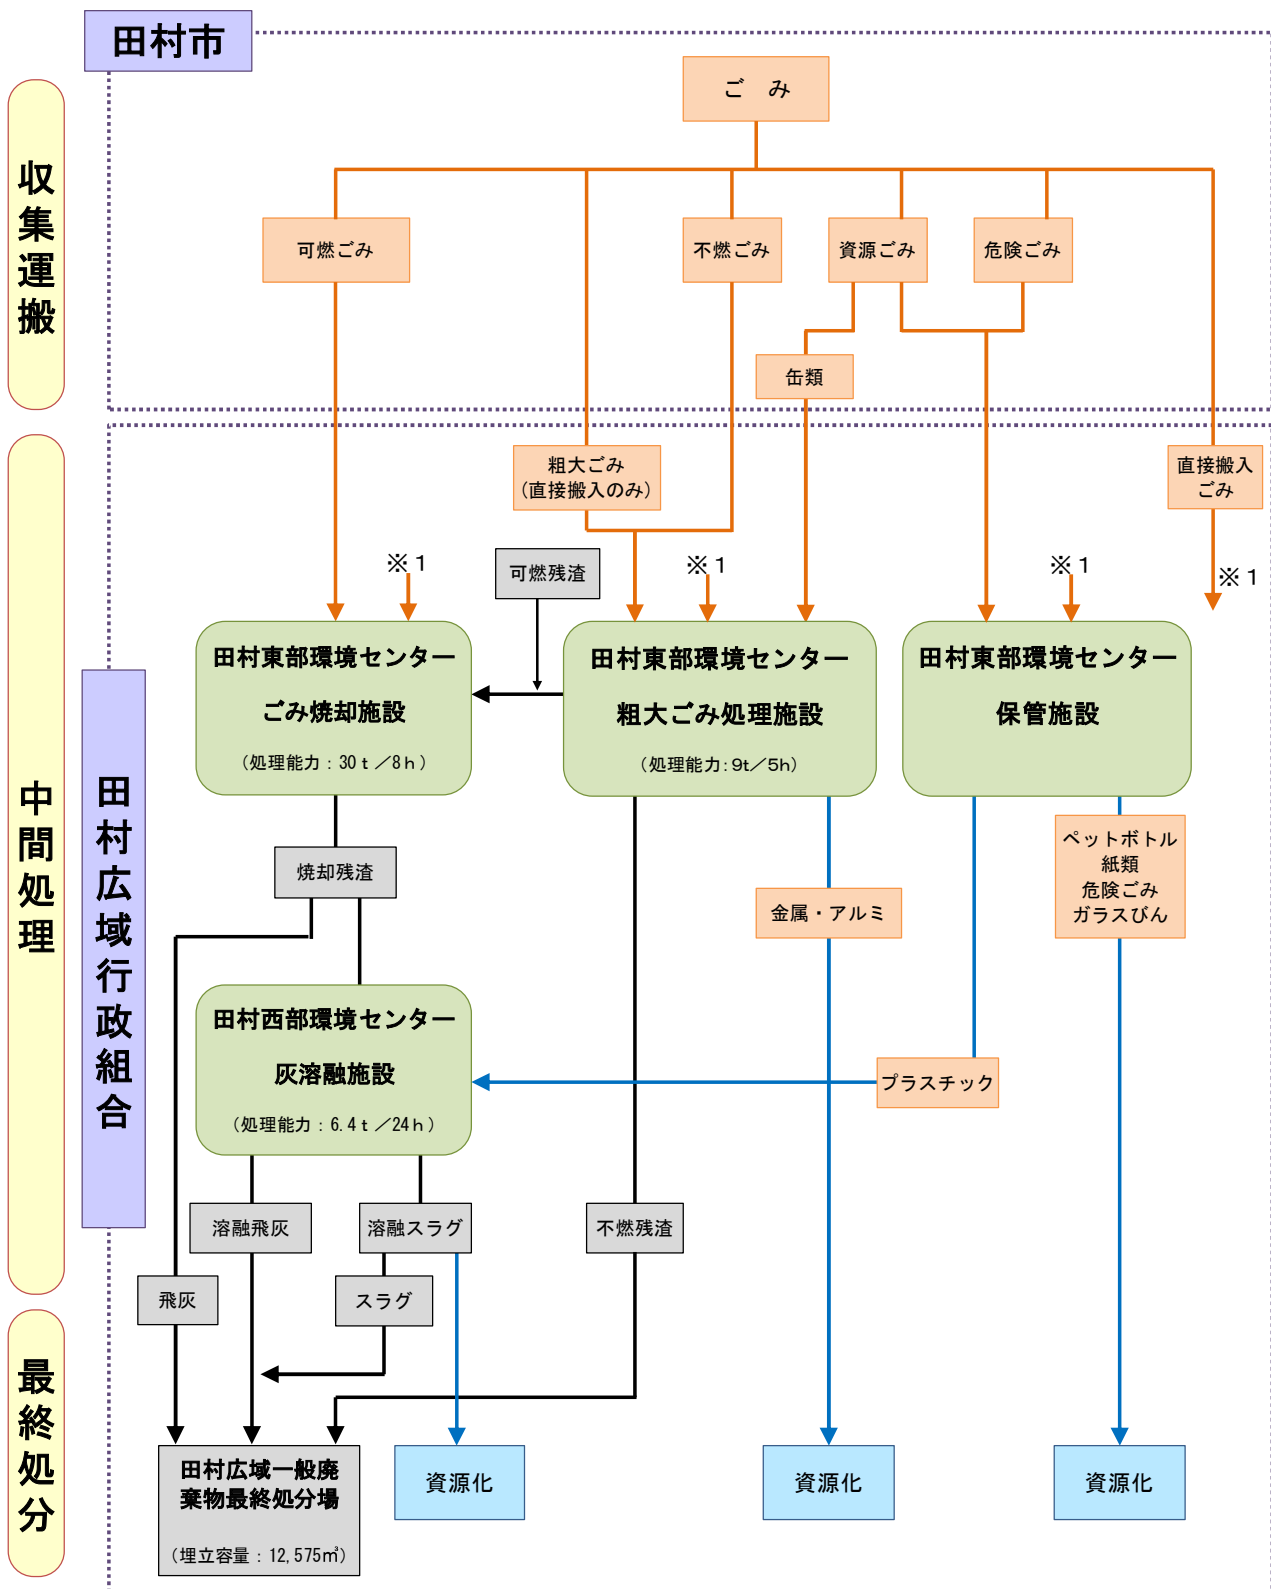 田村市
ご　み
収集運搬
可燃ごみ
不燃ごみ
資源ごみ
危険ごみ
缶類
粗大ごみ
（直接搬入のみ）
直接搬入
ごみ
※１
可燃残渣
※１
※１
※１
田村東部環境センター
ごみ焼却施設
（処理能力：30ｔ／8ｈ）
田村東部環境センター
粗大ごみ処理施設
（処理能力：9t／5h）
田村東部環境センター
保管施設
中間処理
田村広域行政組合
焼却残渣
金属・アルミ
ペットボトル
紙類
危険ごみ
ガラスびん
田村西部環境センター
灰溶融施設
（処理能力：6.4ｔ／24ｈ）
プラスチック
溶融飛灰
溶融スラグ
不燃残渣
飛灰
スラグ
最終処分
田村広域一般廃
棄物最終処分場
（埋立容量：12,575㎥）
資源化
資源化
資源化